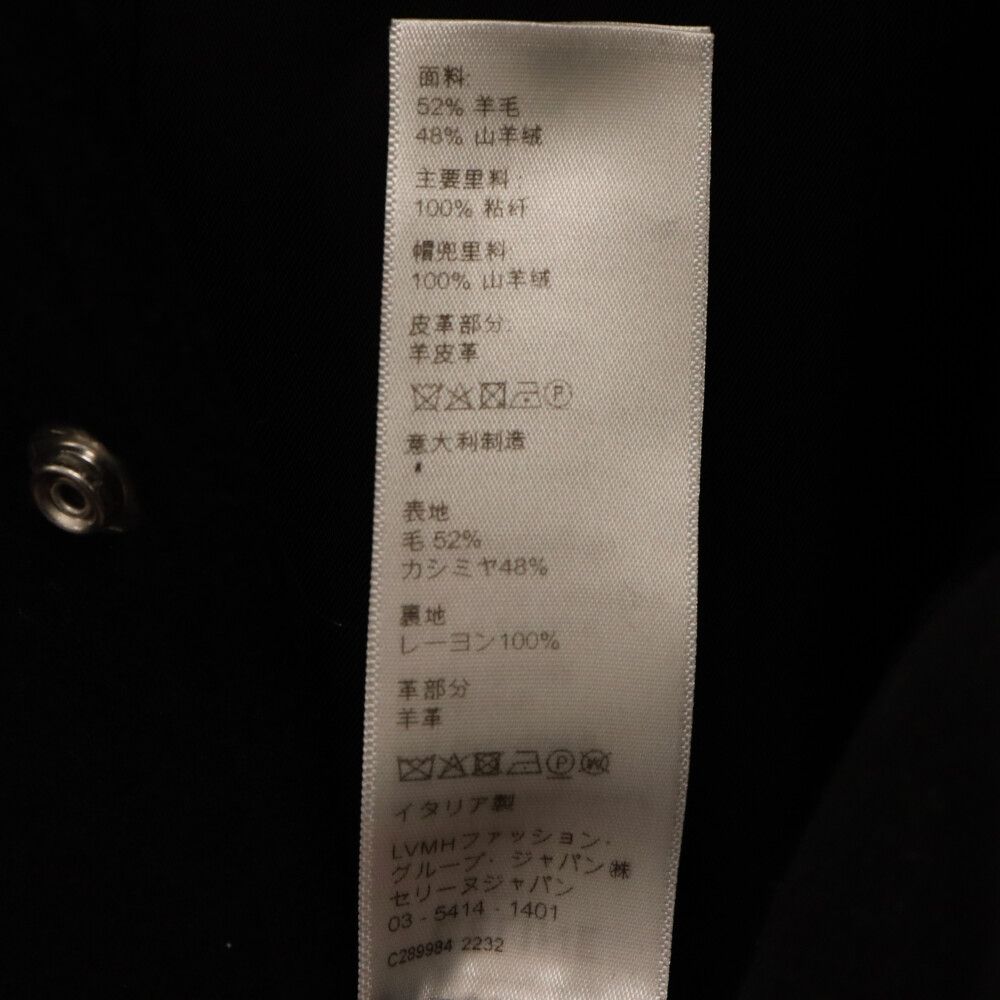 面料:
52% 羊毛
48% 山羊绒
主要里料:
100% 粘纤
帽兜里料:
100% 山羊绒
皮革部分:
羊皮革
意大利制造
表地
毛 52%
カシミヤ48%
裏地
レーヨン100%
革部分
羊革
イタリア製
LVMHファッション・
グループ・ジャパン㈱
セリーヌジャパン
03 - 5414 - 1401
C289984 2232